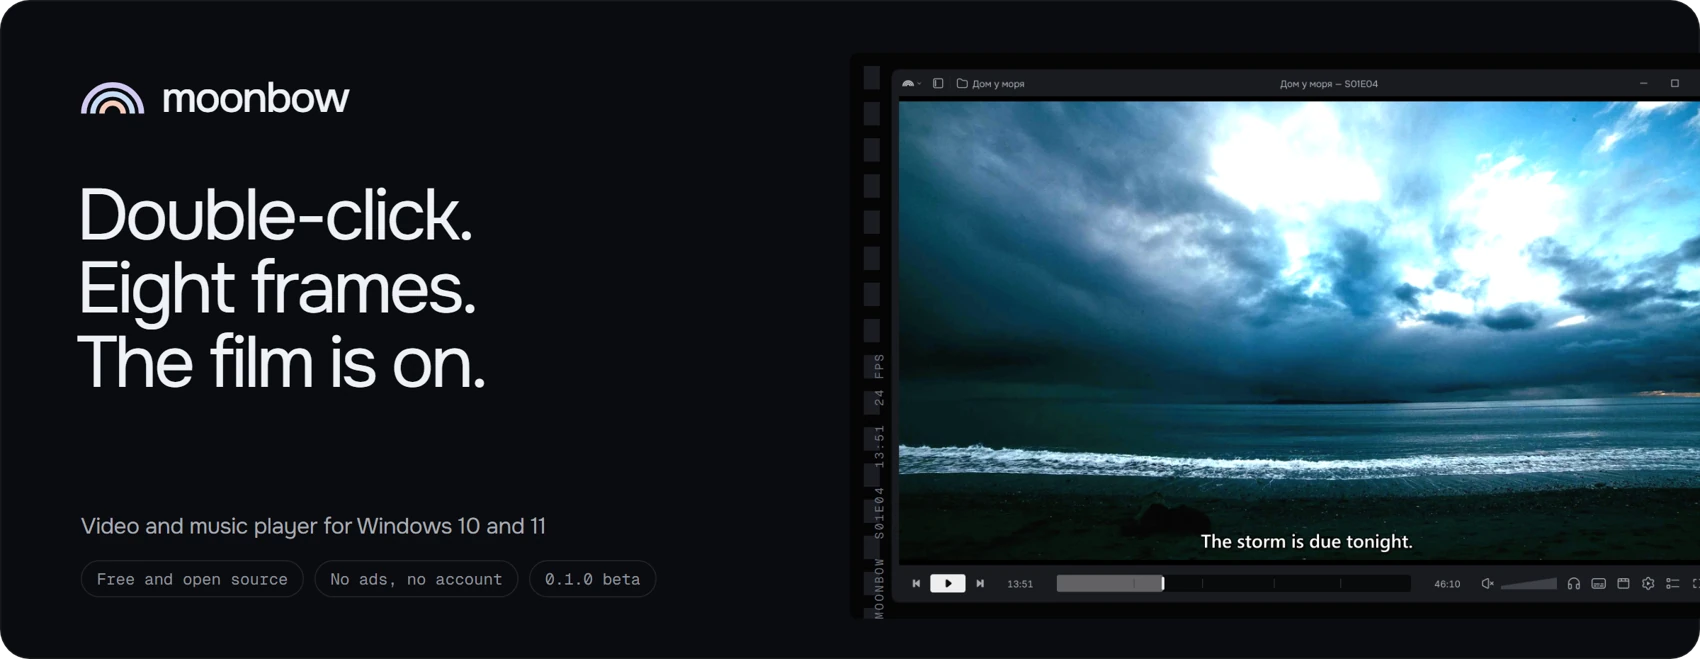 moonbow
Double-click.
Eight frames.
The film is on.
Video and music player for Windows 10 and 11
Free and open source
No ads, no account
0.1.0 beta
MOONBOW S01E04 13:51 24 FPS
Дом у моря
Дом у моря — S01E04
The storm is due tonight.
13:51
46:10